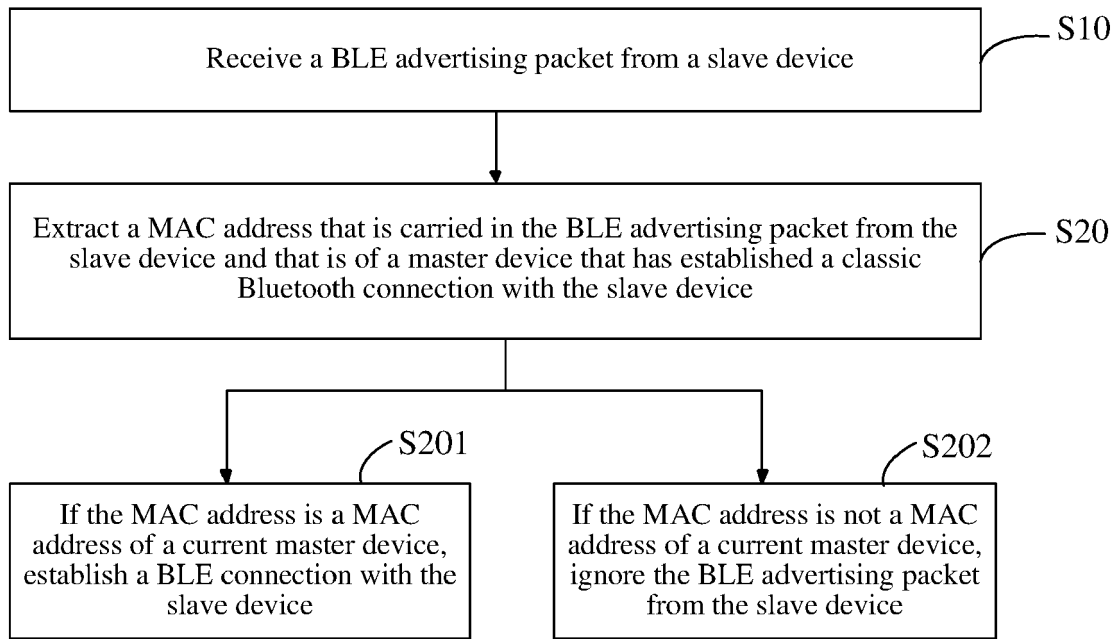 S10
Receive a BLE advertising packet from a slave device
S20
Extract a MAC address that is carried in the BLE advertising packet from the
slave device and that is of a master device that has established a classic
Bluetooth connection with the slave device
S201
If the MAC address is a MAC
address of a current master device,
establish a BLE connection with the
slave device
S202
If the MAC address is not a MAC
address of a current master device,
ignore the BLE advertising packet
from the slave device